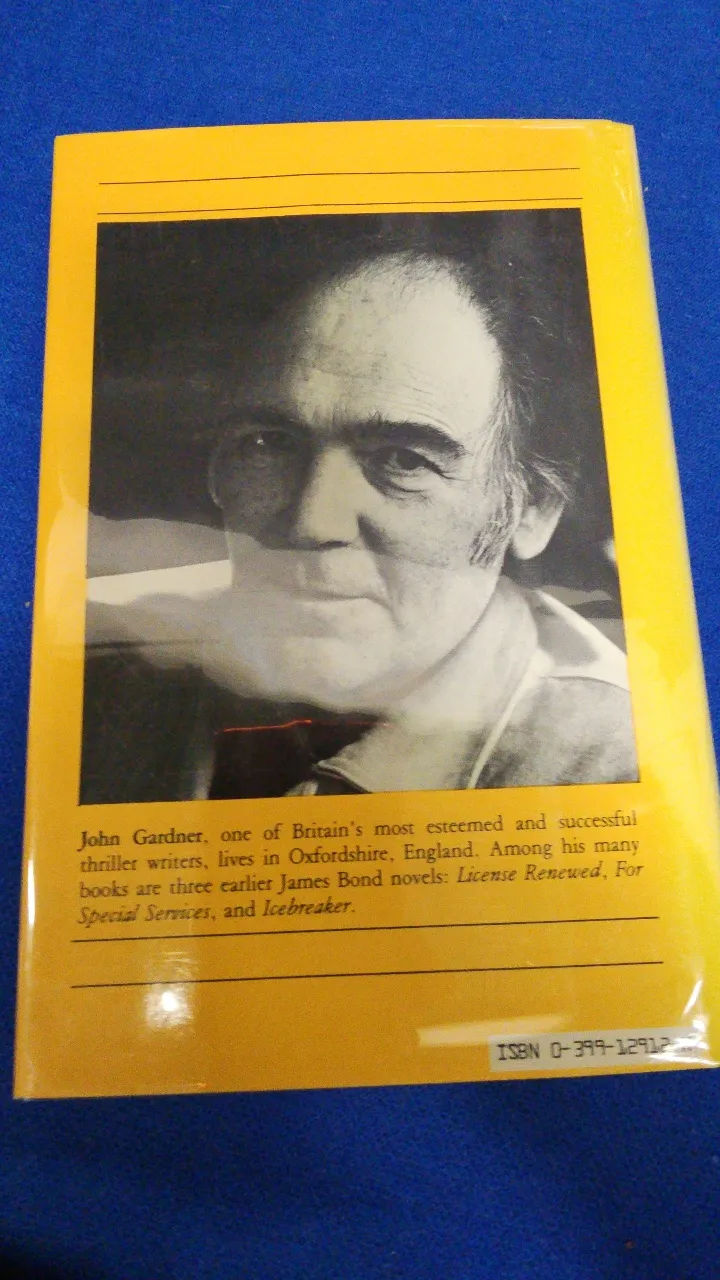 John Gardner, one of Britain's most esteemed and successful
thriller writers, lives in Oxfordshire, England. Among his many
books are three earlier James Bond novels: License Renewed, For
Special Services, and Icebreaker.
ISBN 0-399-12912